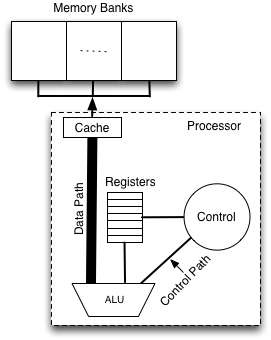 Memory Banks
-----
Cache
Processor
Data Path
Registers
Control
Control Path
ALU